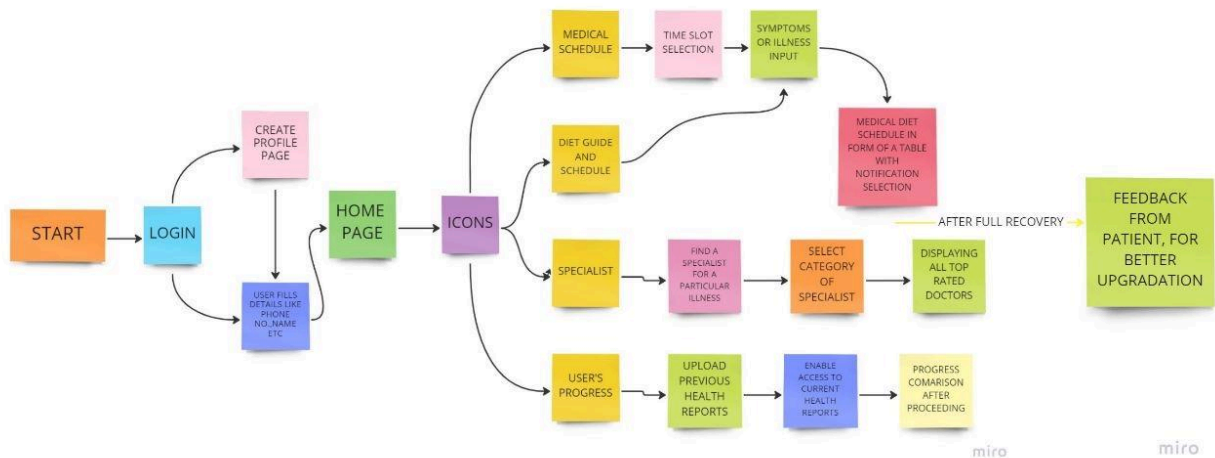 START
LOGIN
CREATE
PROFILE
PAGE
USER FILLS
DETAILS LIKE
PHONE
NO.,NAME
ETC
HOME
PAGE
ICONS
MEDICAL
SCHEDULE
TIME SLOT
SELECTION
SYMPTOMS
OR ILLNESS
INPUT
MEDICAL DIET
SCHEDULE IN
FORM OF A TABLE
WITH
NOTIFICATION
SELECTION
DIET GUIDE
AND
SCHEDULE
SPECIALIST
FIND A
SPECIALIST
FOR A
PARTICULAR
ILLNESS
SELECT
CATEGORY
OF
SPECIALIST
DISPLAYING
ALL TOP
RATED
DOCTORS
USER'S
PROGRESS
UPLOAD
PREVIOUS
HEALTH
REPORTS
ENABLE
ACCESS TO
CURRENT
HEALTH
REPORTS
PROGRESS
COMARISON
AFTER
PROCEEDING
AFTER FULL RECOVERY
FEEDBACK
FROM
PATIENT, FOR
BETTER
UPGRADATION
miro
miro